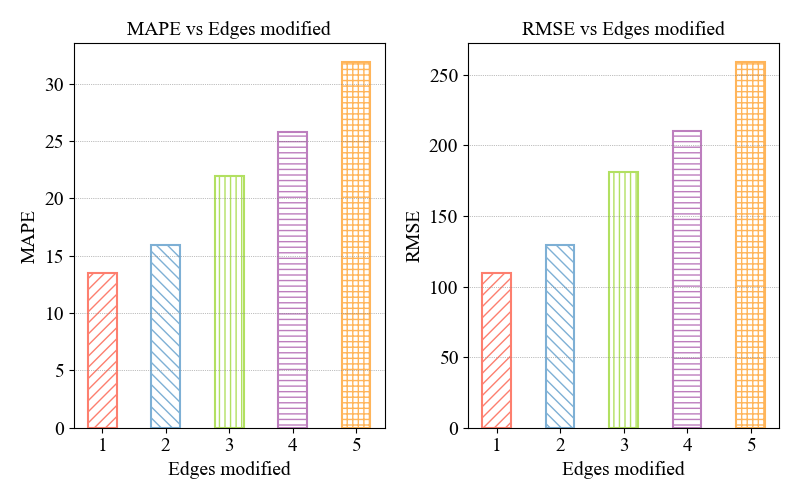 MAPE vs Edges modified
MAPE
30
25
20
15
10
5
0
1 2 3 4 5
Edges modified
RMSE vs Edges modified
RMSE
250
200
150
100
50
0
1 2 3 4 5
Edges modified